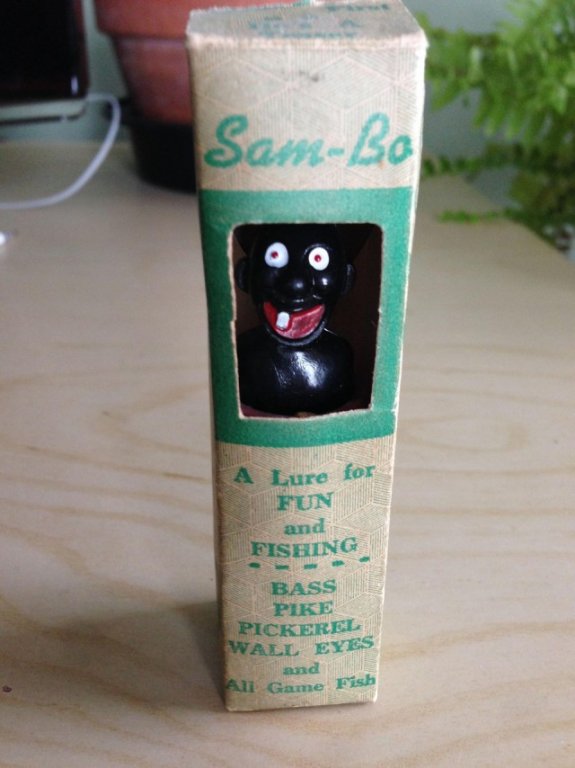 Sam-Bo
A Lure for
FUN
and
FISHING
BASS
PIKE
PICKEREL
WALL EYES
and
All Game Fish